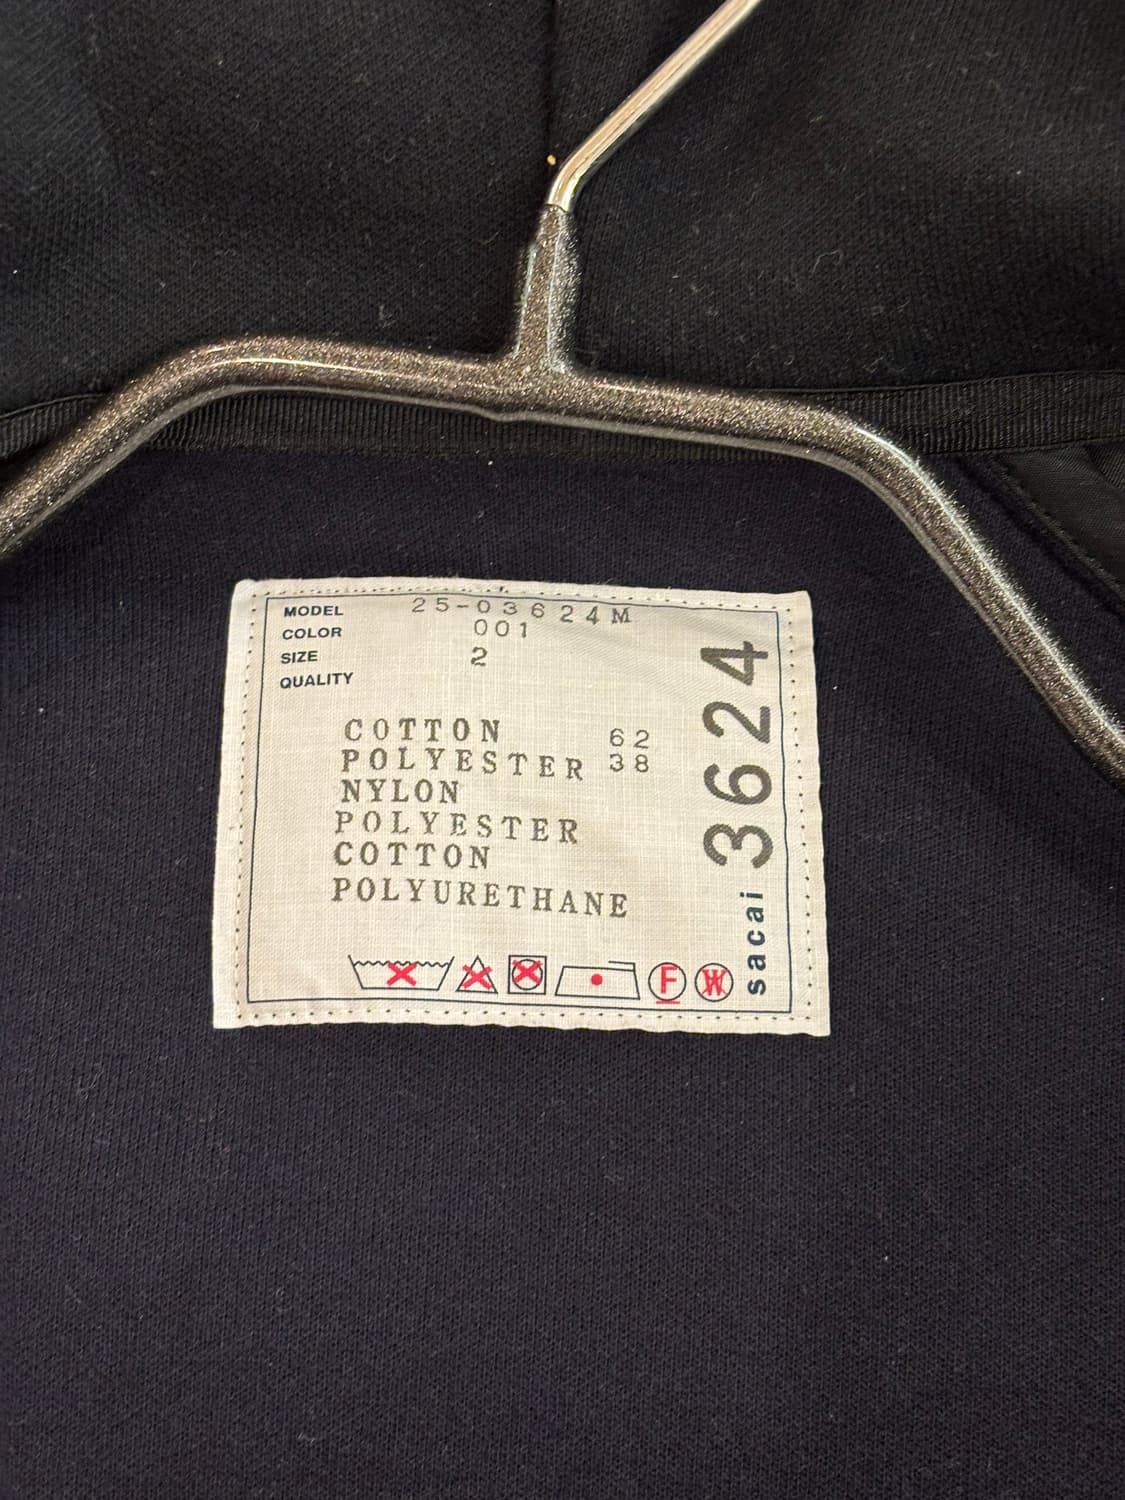 MODEL 25-03624M
COLOR 001
SIZE 2
QUALITY
COTTON 62
POLYESTER 38
NYLON
POLYESTER
COTTON
POLYURETHANE
F
W
sacai 3624